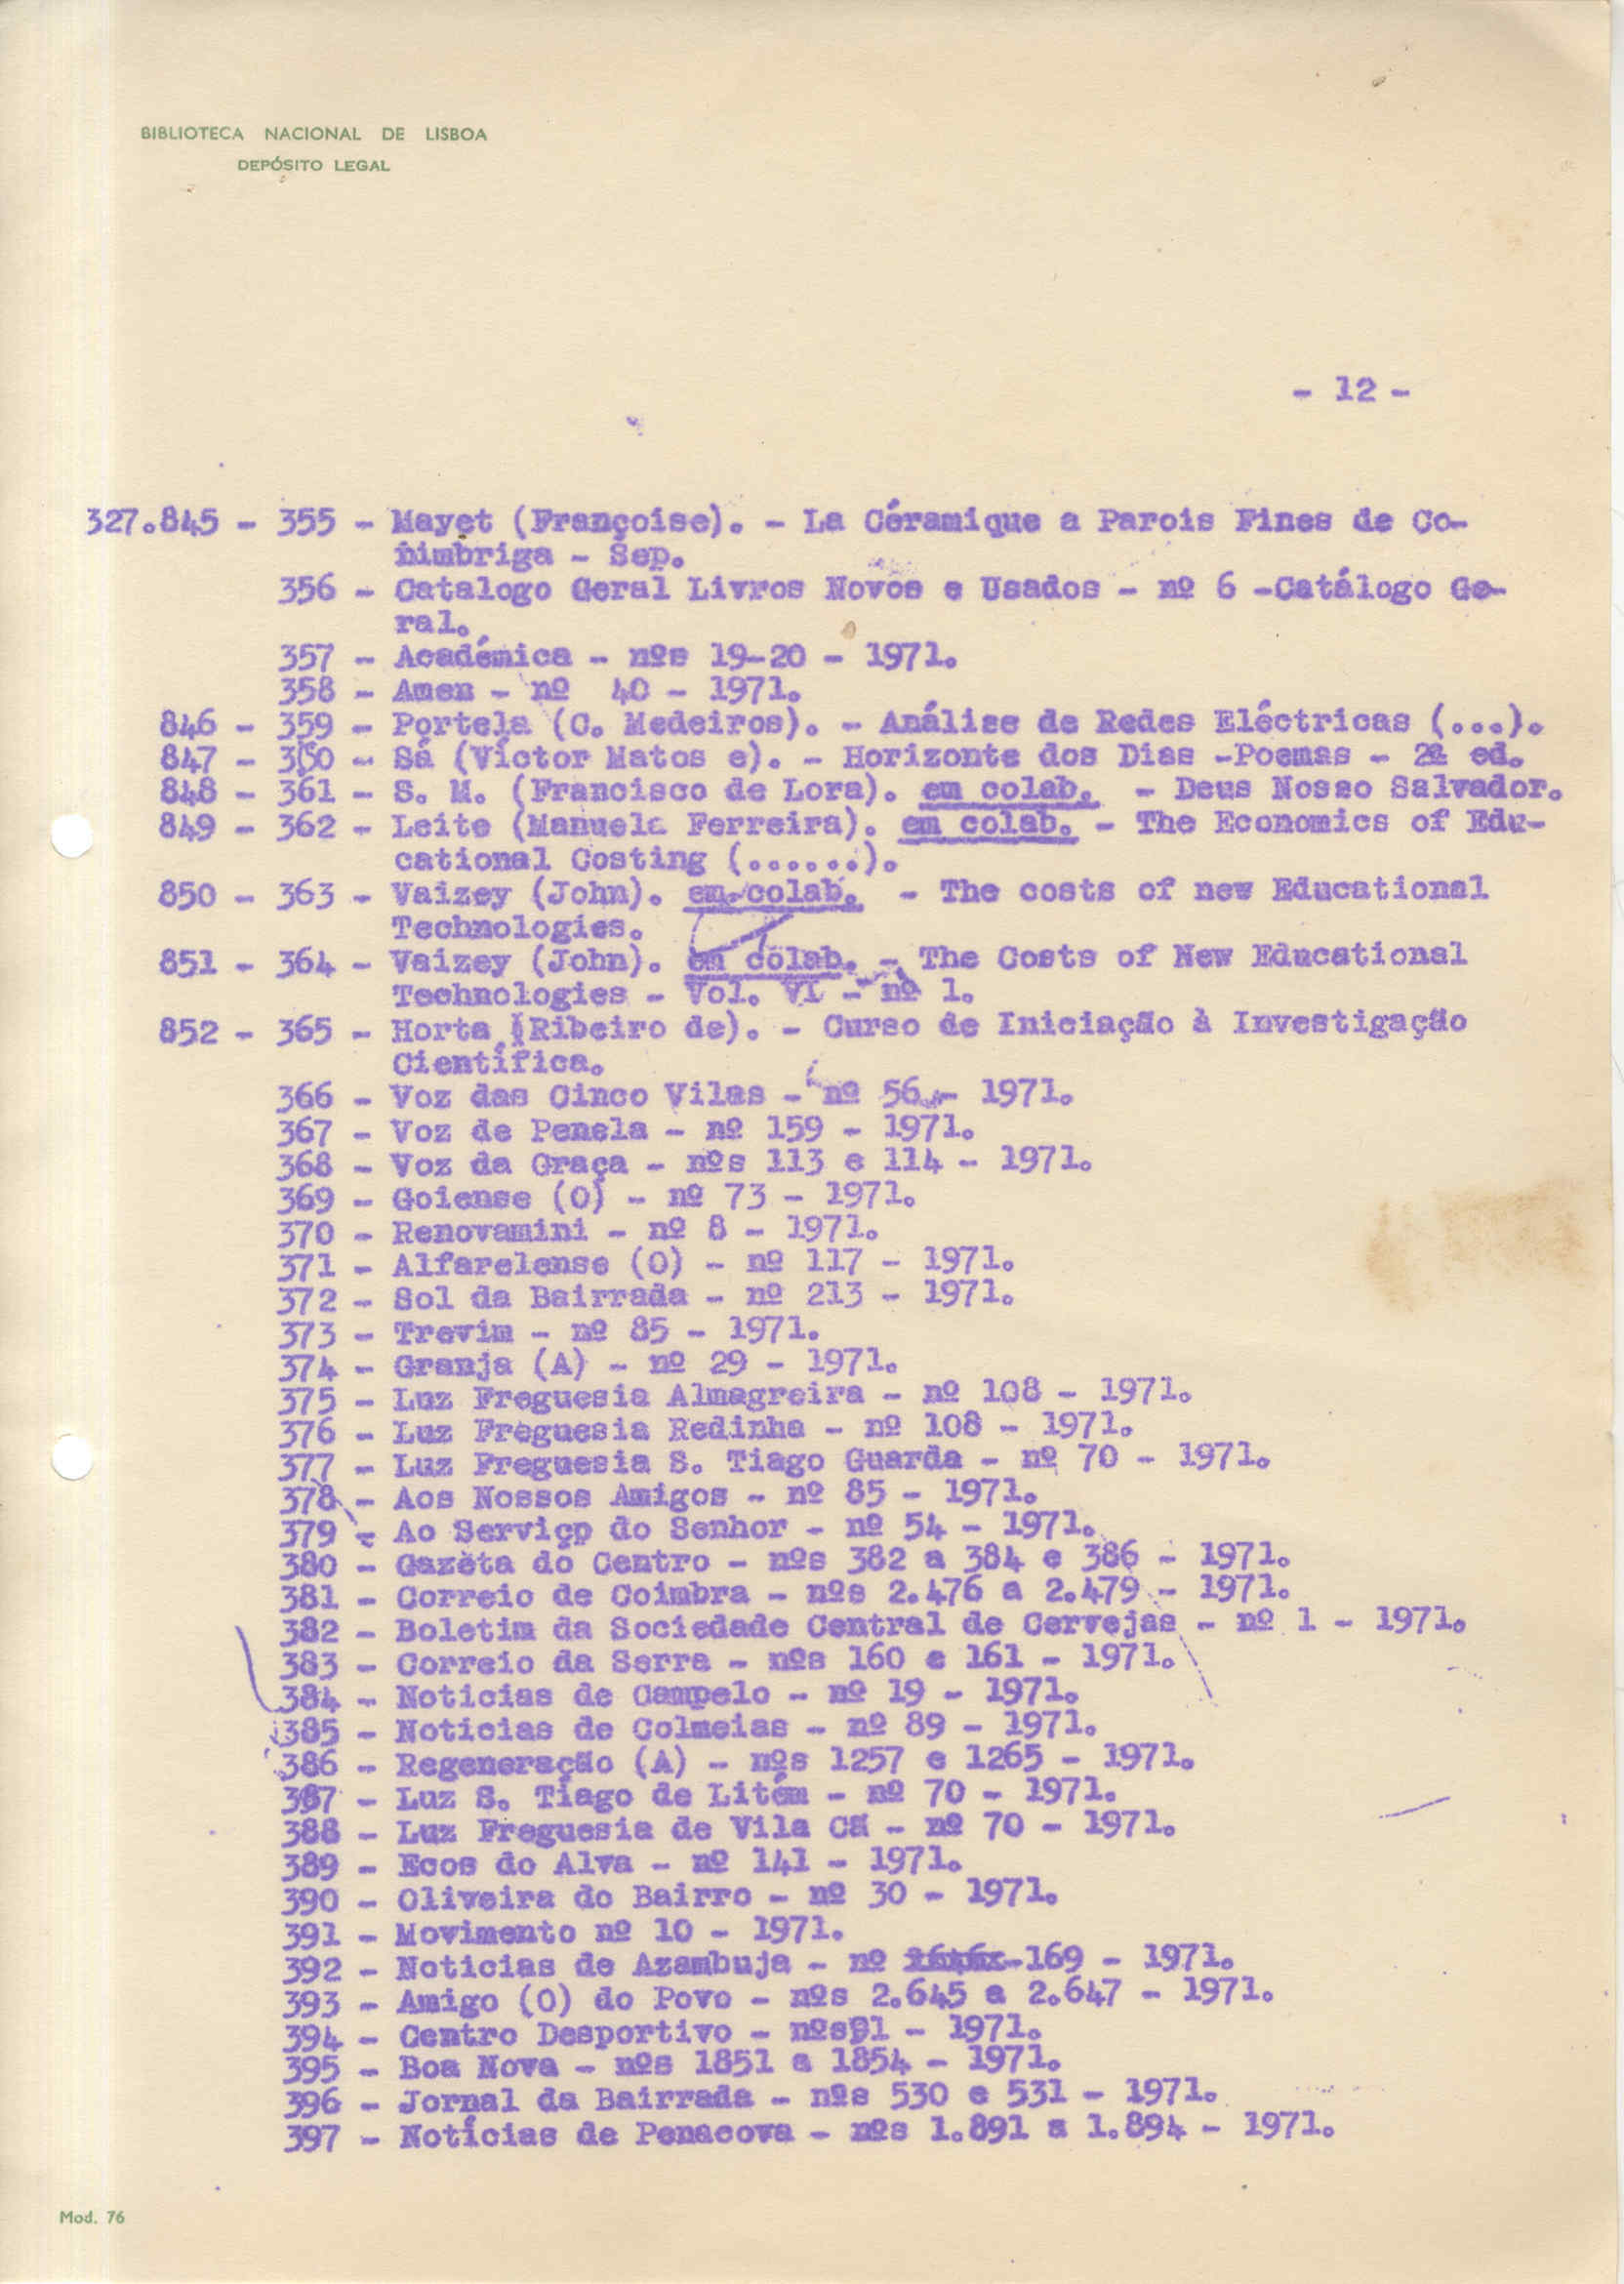 BIBLIOTECA NACIONAL DE LISBOA
DEPÓSITO LEGAL
- 12 -
327.845 - 355 - Mayet (Françoise). - La Céramique a Parois Fines de Co-
nimbriga - Sep.
356 - Catalogo Geral Livros Novos e Usados - nº 6 -Catálogo Ge-
ral.
357 - Académica - nºs 19-20 - 1971.
358 - Amen - nº 40 - 1971.
846 - 359 - Portela (C. Medeiros). - Análise de Redes Eléctricas (...).
847 - 360 - Sá (Víctor Matos e). - Horizonte dos Dias -Poemas - 2ª ed.
848 - 361 - S. M. (Francisco de Lora). em colab. - Deus Nosso Salvador.
849 - 362 - Leite (Manuela Ferreira). em colab. - The Economics of Edu-
cational Costing (......).
850 - 363 - Vaizey (John). em colab. - The costs of new Educational
Technologies.
851 - 364 - Vaizey (John). em colab. - The Costs of New Educational
Technologies - Vol. VI - nº 1.
852 - 365 - Horta (Ribeiro de). - Curso de Iniciação à Investigação
Científica.
366 - Voz das Cinco Vilas - nº 56 - 1971.
367 - Voz de Penela - nº 159 - 1971.
368 - Voz da Graça - nºs 113 e 114 - 1971.
369 - Goiense (O) - nº 73 - 1971.
370 - Renovamini - nº 8 - 1971.
371 - Alfarelense (O) - nº 117 - 1971.
372 - Sol da Bairrada - nº 213 - 1971.
373 - Trevim - nº 85 - 1971.
374 - Granja (A) - nº 29 - 1971.
375 - Luz Freguesia Almagreira - nº 108 - 1971.
376 - Luz Freguesia Redinha - nº 108 - 1971.
377 - Luz Freguesia S. Tiago Guarda - nº 70 - 1971.
378 - Aos Nossos Amigos - nº 85 - 1971.
379 - Ao Serviço do Senhor - nº 54 - 1971.
380 - Gazeta do Centro - nºs 382 a 384 e 386 - 1971.
381 - Correio de Coimbra - nºs 2.476 a 2.479 - 1971.
382 - Boletim da Sociedade Central de Cervejas - nº 1 - 1971.
383 - Correio da Serra - nºs 160 e 161 - 1971.
384 - Noticias de Campelo - nº 19 - 1971.
385 - Noticias de Colmeias - nº 89 - 1971.
386 - Regeneração (A) - nºs 1257 e 1265 - 1971.
387 - Luz S. Tiago de Litém - nº 70 - 1971.
388 - Luz Freguesia de Vila Cã - nº 70 - 1971.
389 - Ecos do Alva - nº 141 - 1971.
390 - Oliveira do Bairro - nº 30 - 1971.
391 - Movimento nº 10 - 1971.
392 - Noticias de Azambuja - nº 169 - 1971.
393 - Amigo (O) do Povo - nºs 2.645 a 2.647 - 1971.
394 - Centro Desportivo - nºs91 - 1971.
395 - Boa Nova - nºs 1851 a 1854 - 1971.
396 - Jornal da Bairrada - nºs 530 e 531 - 1971.
397 - Notícias de Penacova - nºs 1.891 a 1.894 - 1971.
Mod. 76